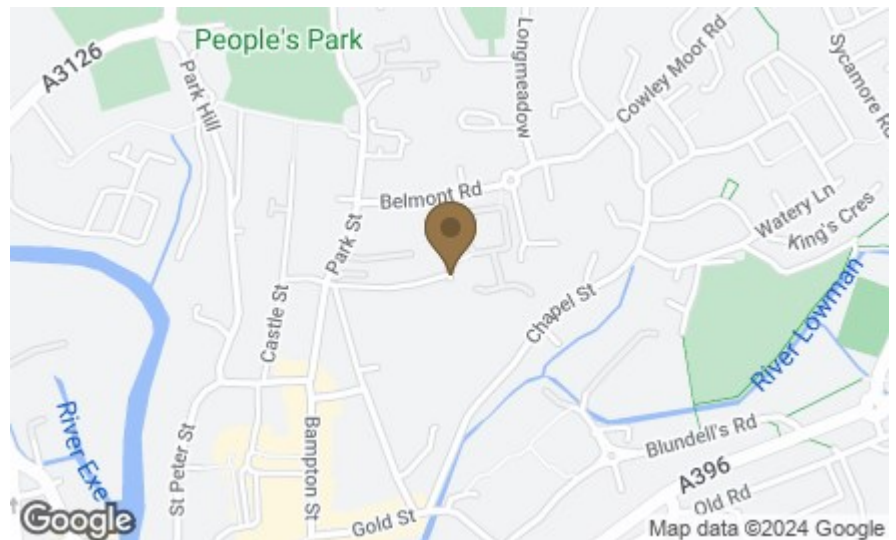 People's Park
A3126
Park Hill
Longmeadow
Cowley Moor Rd
Sycamore Rd
Belmont Rd
Park St
Watery Ln
King's Cres
Castle St
Chapel St
River Lowman
River Exe
St Peter St
Bampton St
Blundell's Rd
A396
Old Rd
Gold St
Google
Map data ©2024 Google